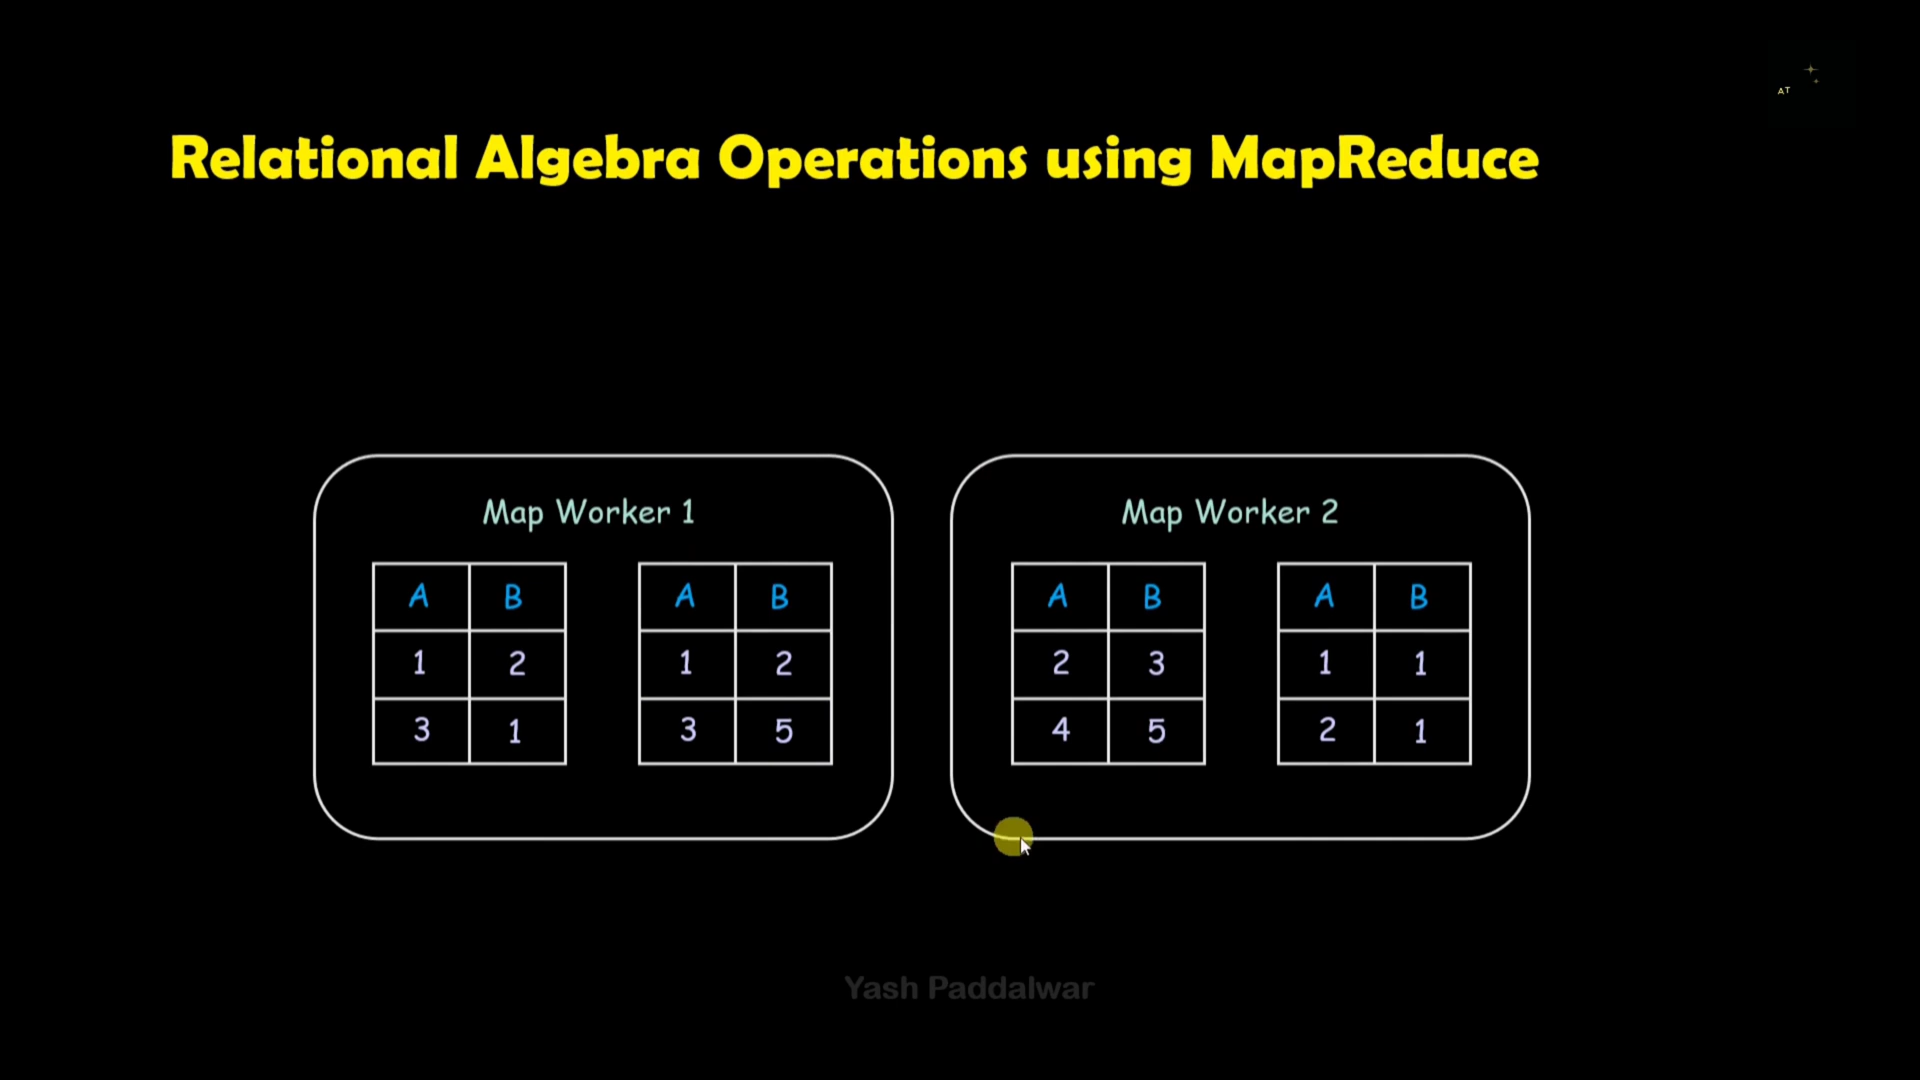 AT
Relational Algebra Operations using MapReduce
Map Worker 1
A B A B
1 2 1 2
3 1 3 5
Map Worker 2
A B A B
2 3 1 1
4 5 2 1
Yash Paddalwar